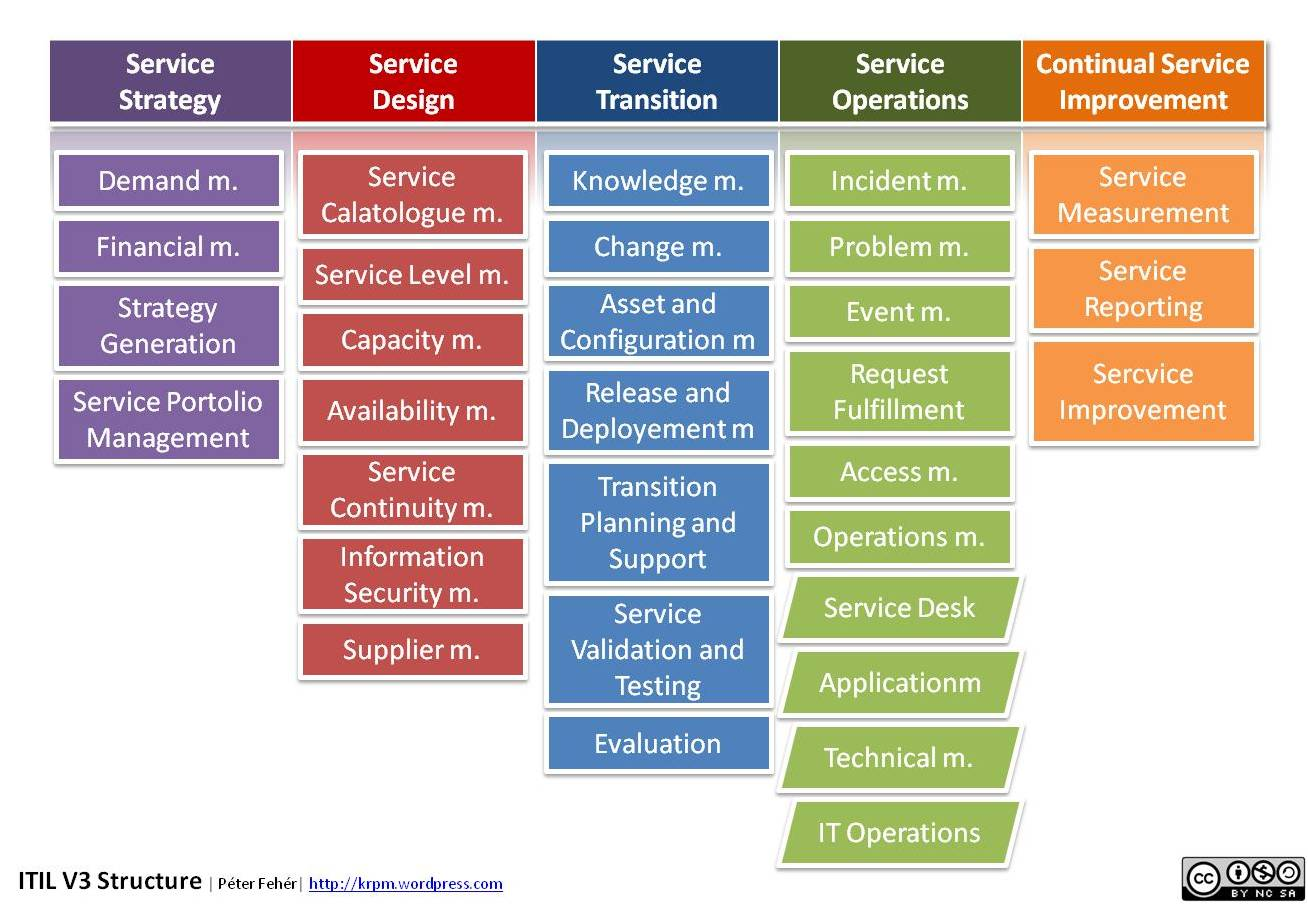 Service
Strategy
Service
Design
Service
Transition
Service
Operations
Continual Service
Improvement
Demand m.
Financial m.
Strategy
Generation
Service Portolio
Management
Service
Calatologue m.
Service Level m.
Capacity m.
Availability m.
Service
Continuity m.
Information
Security m.
Supplier m.
Knowledge m.
Change m.
Asset and
Configuration m
Release and
Deployement m
Transition
Planning and
Support
Service
Validation and
Testing
Evaluation
Incident m.
Problem m.
Event m.
Request
Fulfillment
Access m.
Operations m.
Service Desk
Applicationm
Technical m.
IT Operations
Service
Measurement
Service
Reporting
Sercvice
Improvement
ITIL V3 Structure | Péter Fehér| http://krpm.wordpress.com
cc
BY NC SA